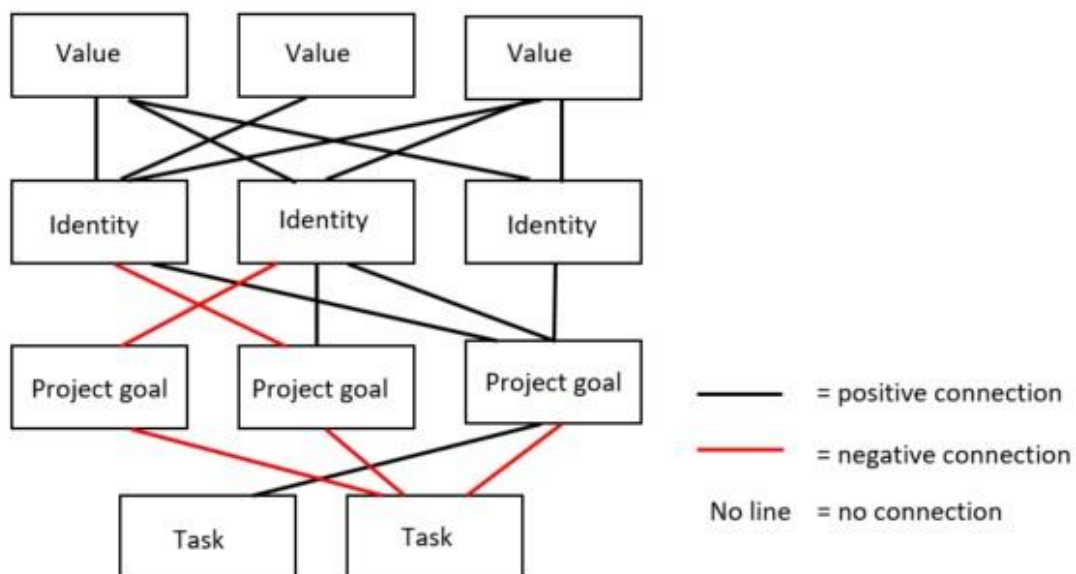 Value
Value
Value
Identity
Identity
Identity
Project goal
Project goal
Project goal
Task
Task
= positive connection
= negative connection
No line = no connection